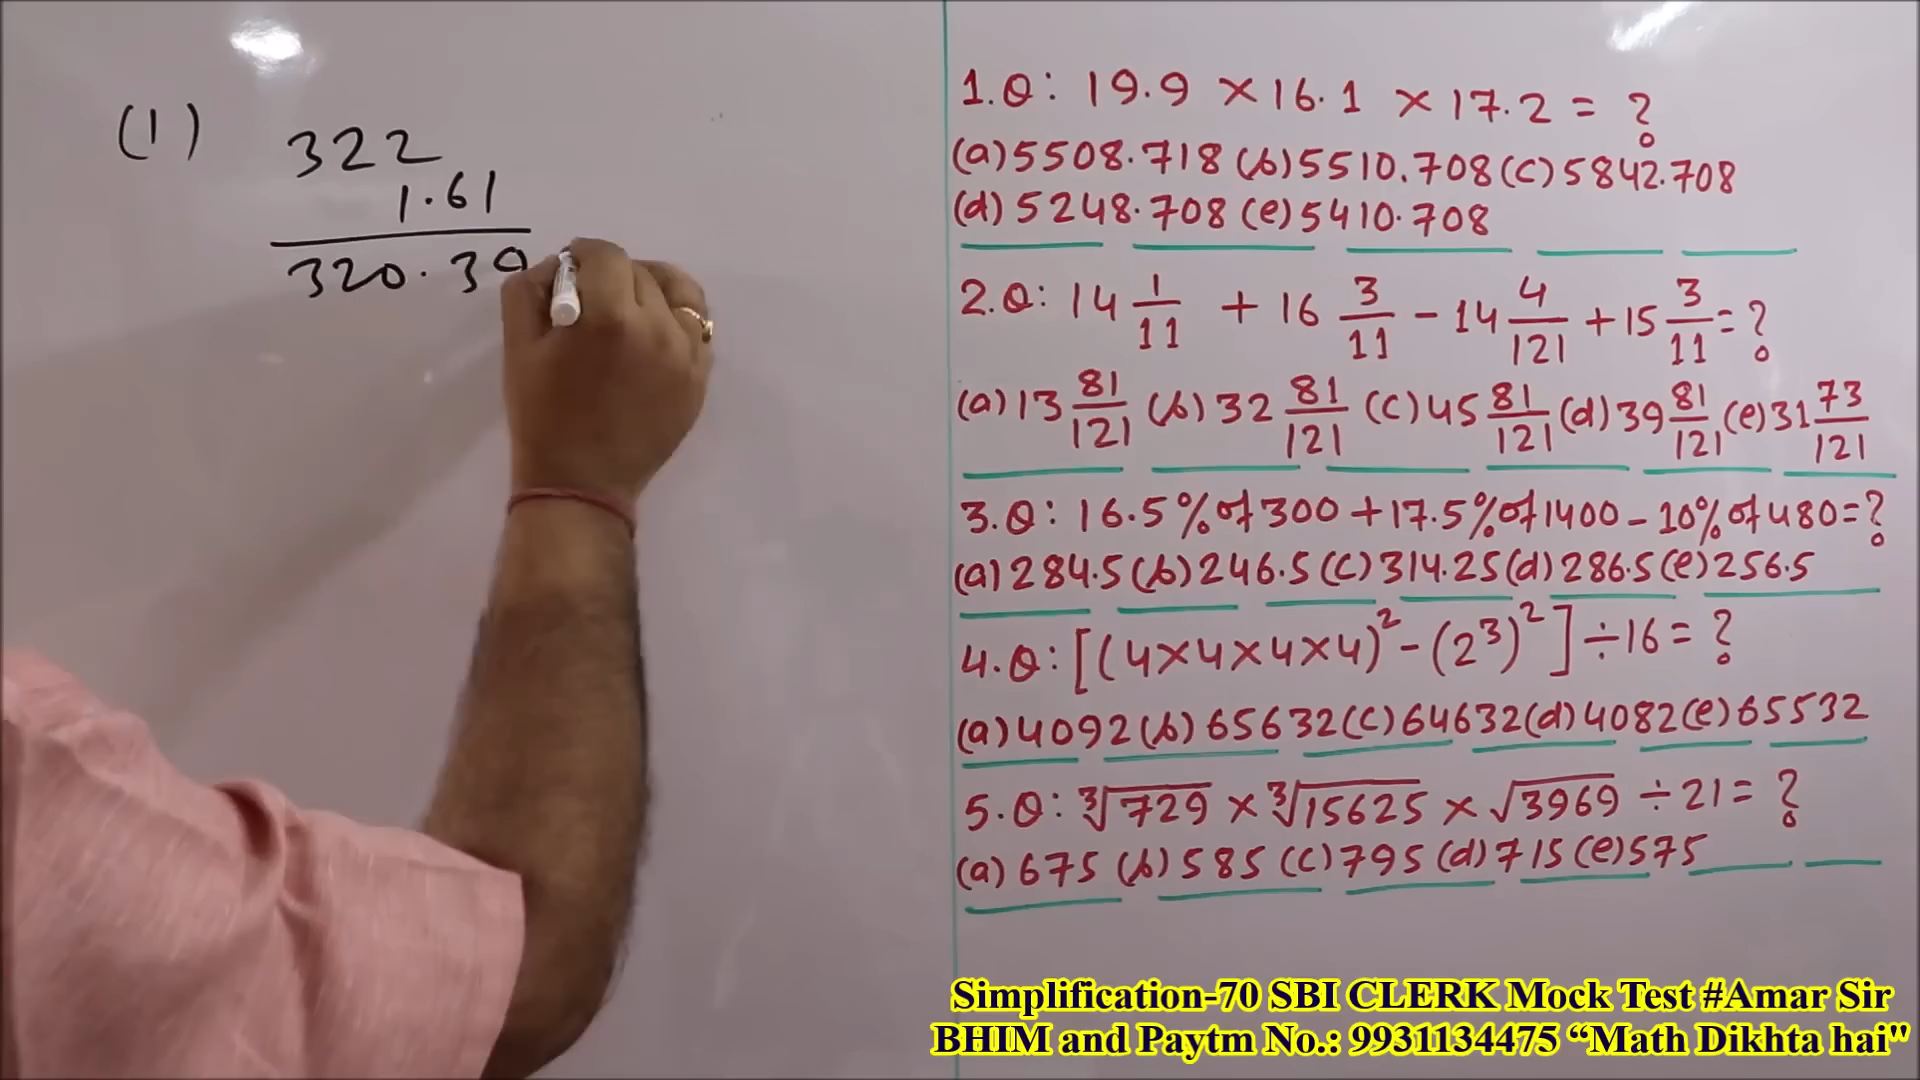 (1) 322
1.61
320.39
1.Q: 19.9 × 16.1 × 17.2 = ?
(a) 5508.718 (b) 5510.708 (c) 5842.708
(d) 5248.708 (e) 5410.708
2.Q: 14 1/11 + 16 3/11 - 14 4/121 + 15 3/11 = ?
(a) 13 81/121 (b) 32 81/121 (c) 45 81/121 (d) 39 81/121 (e) 31 73/121
3.Q: 16.5% of 300 + 17.5% of 1400 - 10% of 480 = ?
(a) 284.5 (b) 246.5 (c) 314.25 (d) 286.5 (e) 256.5
4.Q: [(4×4×4×4)² - (2³)²] ÷ 16 = ?
(a) 4092 (b) 65632 (c) 64632 (d) 4082 (e) 65532
5.Q: ∛729 × ∛15625 × √3969 ÷ 21 = ?
(a) 675 (b) 585 (c) 795 (d) 715 (e) 575
Simplification-70 SBI CLERK Mock Test #Amar Sir
BHIM and Paytm No.: 9931134475 “Math Dikhta hai"